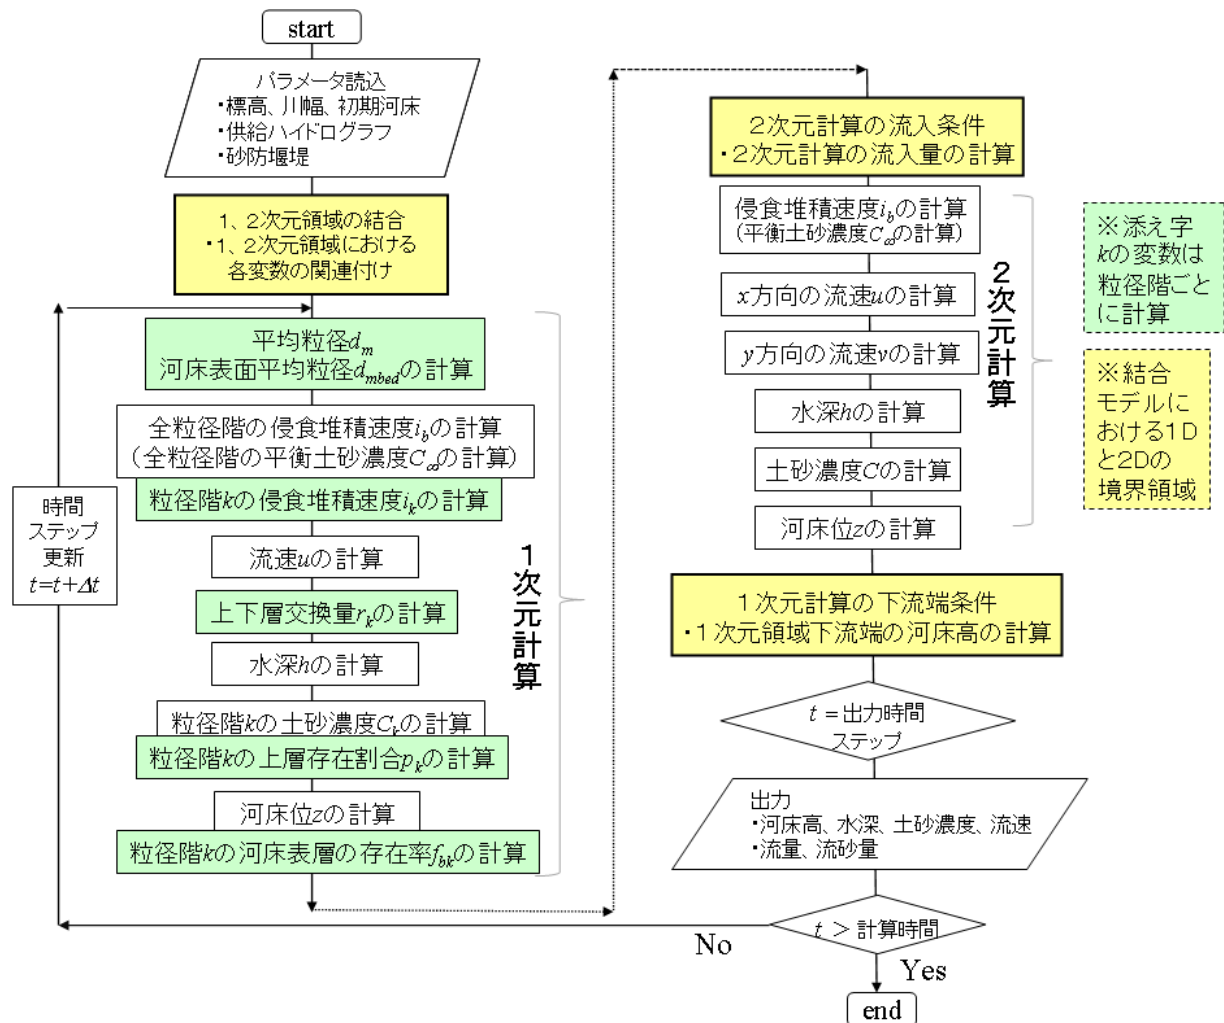 start
パラメータ読込
・標高、川幅、初期河床
・供給ハイドログラフ
・砂防堰堤
1、2次元領域の結合
・1、2次元領域における
各変数の関連付け
平均粒径dm
河床表面平均粒径dmbedの計算
全粒径階の侵食堆積速度ibの計算
(全粒径階の平衡土砂濃度C∞の計算)
粒径階kの侵食堆積速度ikの計算
流速uの計算
上下層交換量rkの計算
水深hの計算
粒径階kの土砂濃度Ckの計算
粒径階kの上層存在割合pkの計算
河床位zの計算
粒径階kの河床表層の存在率fbkの計算
1次元計算
時間
ステップ
更新
t=t+Δt
2次元計算の流入条件
・2次元計算の流入量の計算
侵食堆積速度ibの計算
(平衡土砂濃度C∞の計算)
x方向の流速uの計算
y方向の流速vの計算
水深hの計算
土砂濃度Cの計算
河床位zの計算
2次元計算
1次元計算の下流端条件
・1次元領域下流端の河床高の計算
t=出力時間
ステップ
出力
・河床高、水深、土砂濃度、流速
・流量、流砂量
t > 計算時間
No
Yes
end
※添え字
kの変数は
粒径階ごと
に計算
※結合
モデルに
おける1D
と2Dの
境界領域